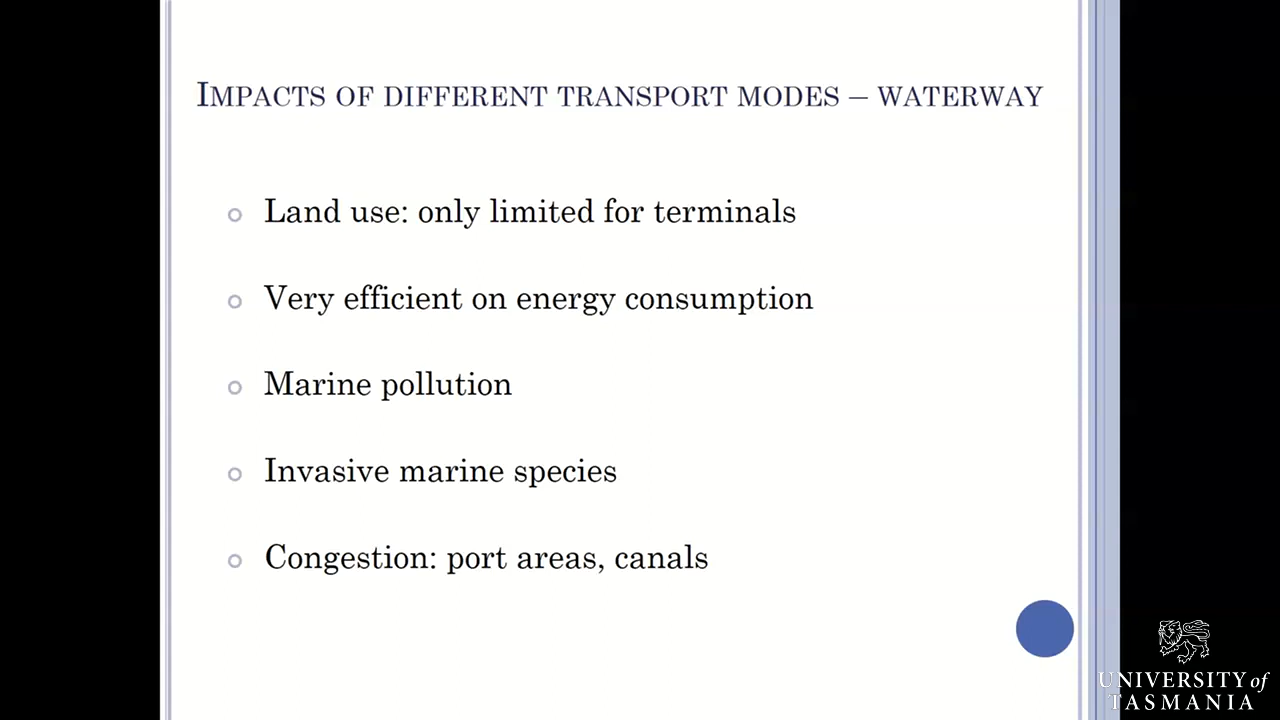 IMPACTS OF DIFFERENT TRANSPORT MODES – WATERWAY
Land use: only limited for terminals
Very efficient on energy consumption
Marine pollution
Invasive marine species
Congestion: port areas, canals
UNIVERSITY of
TASMANIA